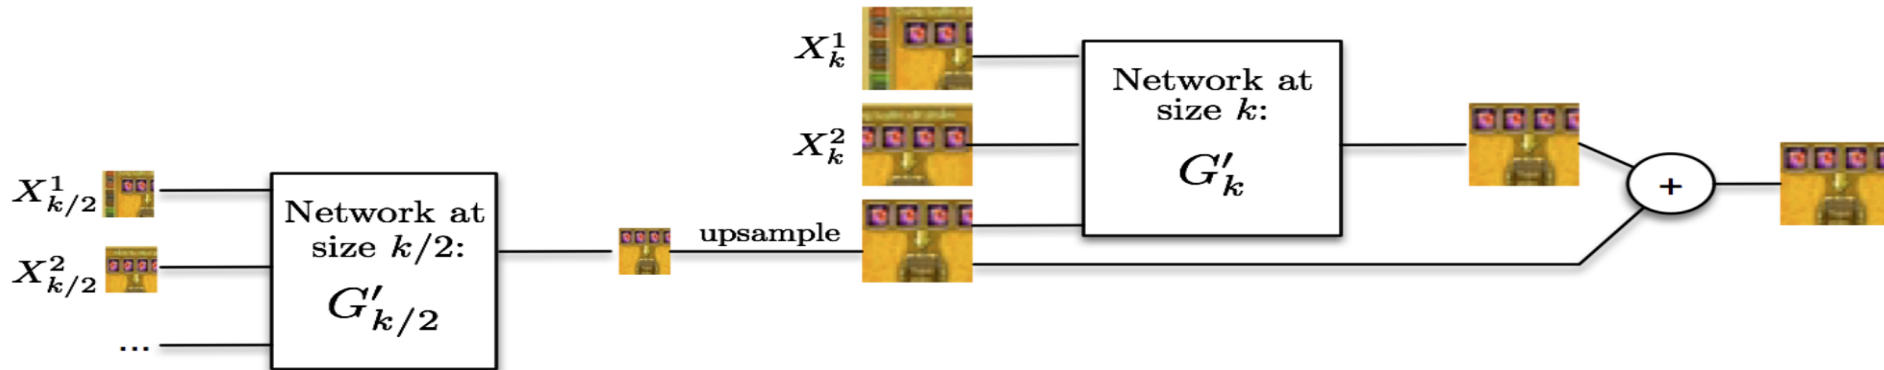 X^1_{k/2}
X^2_{k/2}
...
Network at
size k/2:
G'_{k/2}
upsample
X^1_k
X^2_k
Network at
size k:
G'_k
+